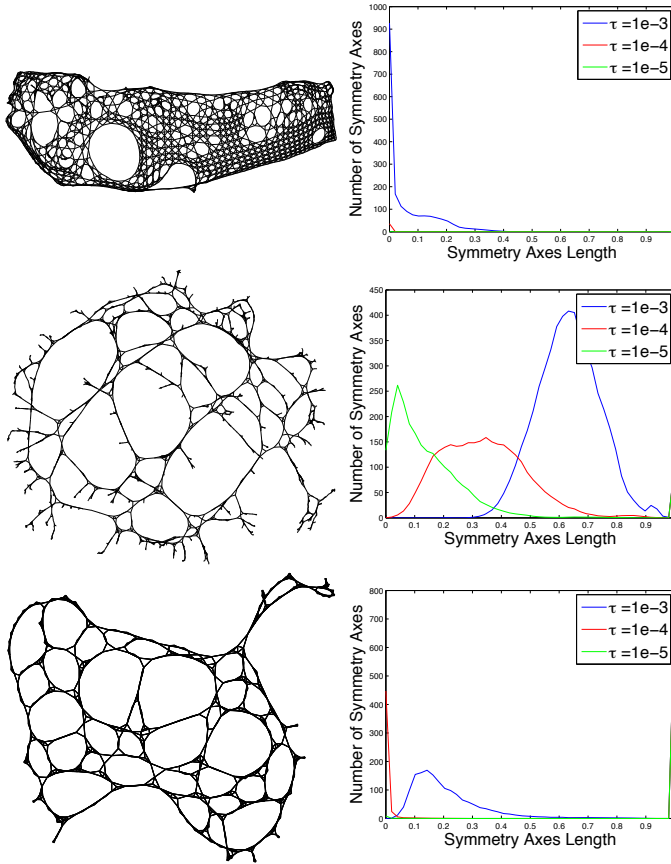 1000
900
800
700
600
500
400
300
200
100
0
Number of Symmetry Axes
τ =1e−3
τ =1e−4
τ =1e−5
0 0.1 0.2 0.3 0.4 0.5 0.6 0.7 0.8 0.9
Symmetry Axes Length
450
400
350
300
250
200
150
100
50
0
Number of Symmetry Axes
τ =1e−3
τ =1e−4
τ =1e−5
0 0.1 0.2 0.3 0.4 0.5 0.6 0.7 0.8 0.9
Symmetry Axes Length
800
700
600
500
400
300
200
100
0
Number of Symmetry Axes
τ =1e−3
τ =1e−4
τ =1e−5
0 0.1 0.2 0.3 0.4 0.5 0.6 0.7 0.8 0.9
Symmetry Axes Length